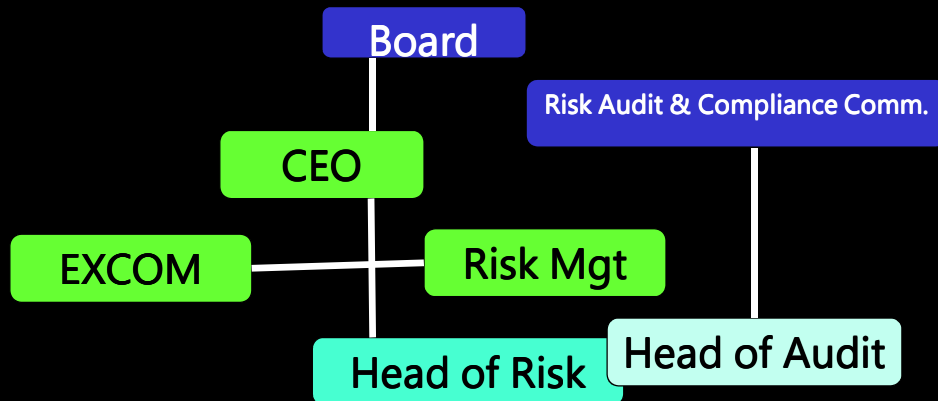 Board
Risk Audit & Compliance Comm.
CEO
EXCOM
Risk Mgt
Head of Risk
Head of Audit